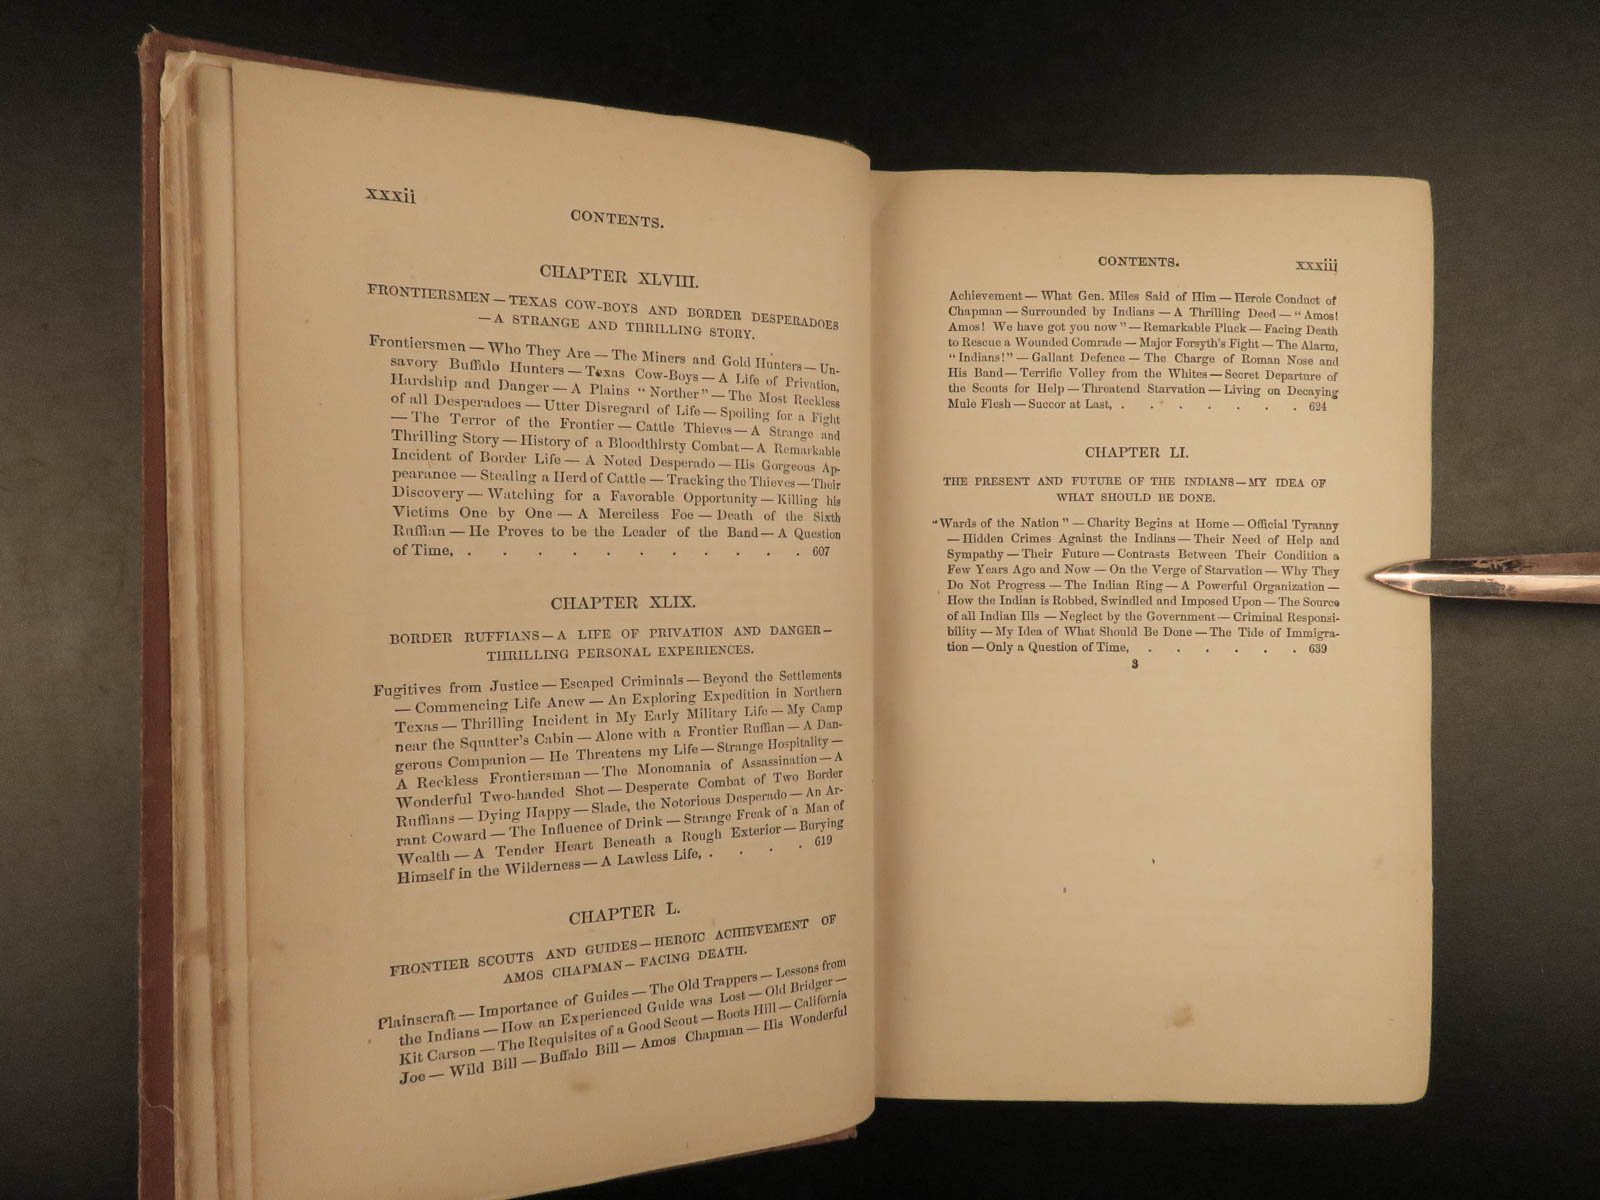 xxxii
CONTENTS.
CHAPTER XLVIII.
FRONTIERSMEN — TEXAS COW-BOYS AND BORDER DESPERADOES
— A STRANGE AND THRILLING STORY.
Frontiersmen — Who They Are — The Miners and Gold Hunters — Un-
savory Buffalo Hunters — Texas Cow-Boys — A Life of Privation,
Hardship and Danger — A Plains "Norther" — The Most Reckless
of all Desperadoes — Utter Disregard of Life — Spoiling for a Fight
— The Terror of the Frontier — Cattle Thieves — A Strange and
Thrilling Story — History of a Bloodthirsty Combat — A Remarkable
Incident of Border Life — A Noted Desperado — His Gorgeous Ap-
pearance — Stealing a Herd of Cattle — Tracking the Thieves — Their
Discovery — Watching for a Favorable Opportunity — Killing his
Victims One by One — A Merciless Foe — Death of the Sixth
Ruffian — He Proves to be the Leader of the Band — A Question
of Time, . . . . . . . . . . . 607
CHAPTER XLIX.
BORDER RUFFIANS — A LIFE OF PRIVATION AND DANGER —
THRILLING PERSONAL EXPERIENCES.
Fugitives from Justice — Escaped Criminals — Beyond the Settlements
— Commencing Life Anew — An Exploring Expedition in Northern
Texas — Thrilling Incident in My Early Military Life — My Camp
near the Squatter's Cabin — Alone with a Frontier Ruffian — A Dan-
gerous Companion — He Threatens my Life — Strange Hospitality —
A Reckless Frontiersman — The Monomania of Assassination — A
Wonderful Two-handed Shot — Desperate Combat of Two Border
Ruffians — Dying Happy — Slade, the Notorious Desperado — An Ar-
rant Coward — The Influence of Drink — Strange Freak of a Man of
Wealth — A Tender Heart Beneath a Rough Exterior — Burying
Himself in the Wilderness — A Lawless Life, . . . . 619
CHAPTER L.
FRONTIER SCOUTS AND GUIDES — HEROIC ACHIEVEMENT OF
AMOS CHAPMAN — FACING DEATH.
Plainscraft — Importance of Guides — The Old Trappers — Lessons from
the Indians — How an Experienced Guide was Lost — Old Bridger —
Kit Carson — The Requisites of a Good Scout — Boots Hill — California
Joe — Wild Bill — Buffalo Bill — Amos Chapman — His Wonderful
CONTENTS. xxxiii
Achievement — What Gen. Miles Said of Him — Heroic Conduct of
Chapman — Surrounded by Indians — A Thrilling Deed — "Amos!
Amos! We have got you now" — Remarkable Pluck — Facing Death
to Rescue a Wounded Comrade — Major Forsyth's Fight — The Alarm,
"Indians!" — Gallant Defence — The Charge of Roman Nose and
His Band — Terrific Volley from the Whites — Secret Departure of
the Scouts for Help — Threatend Starvation — Living on Decaying
Mule Flesh — Succor at Last, . . . . . . . 624
CHAPTER LI.
THE PRESENT AND FUTURE OF THE INDIANS — MY IDEA OF
WHAT SHOULD BE DONE.
"Wards of the Nation" — Charity Begins at Home — Official Tyranny
— Hidden Crimes Against the Indians — Their Need of Help and
Sympathy — Their Future — Contrasts Between Their Condition a
Few Years Ago and Now — On the Verge of Starvation — Why They
Do Not Progress — The Indian Ring — A Powerful Organization —
How the Indian is Robbed, Swindled and Imposed Upon — The Source
of all Indian Ills — Neglect by the Government — Criminal Responsi-
bility — My Idea of What Should Be Done — The Tide of Immigra-
tion — Only a Question of Time, . . . . . . 639
3